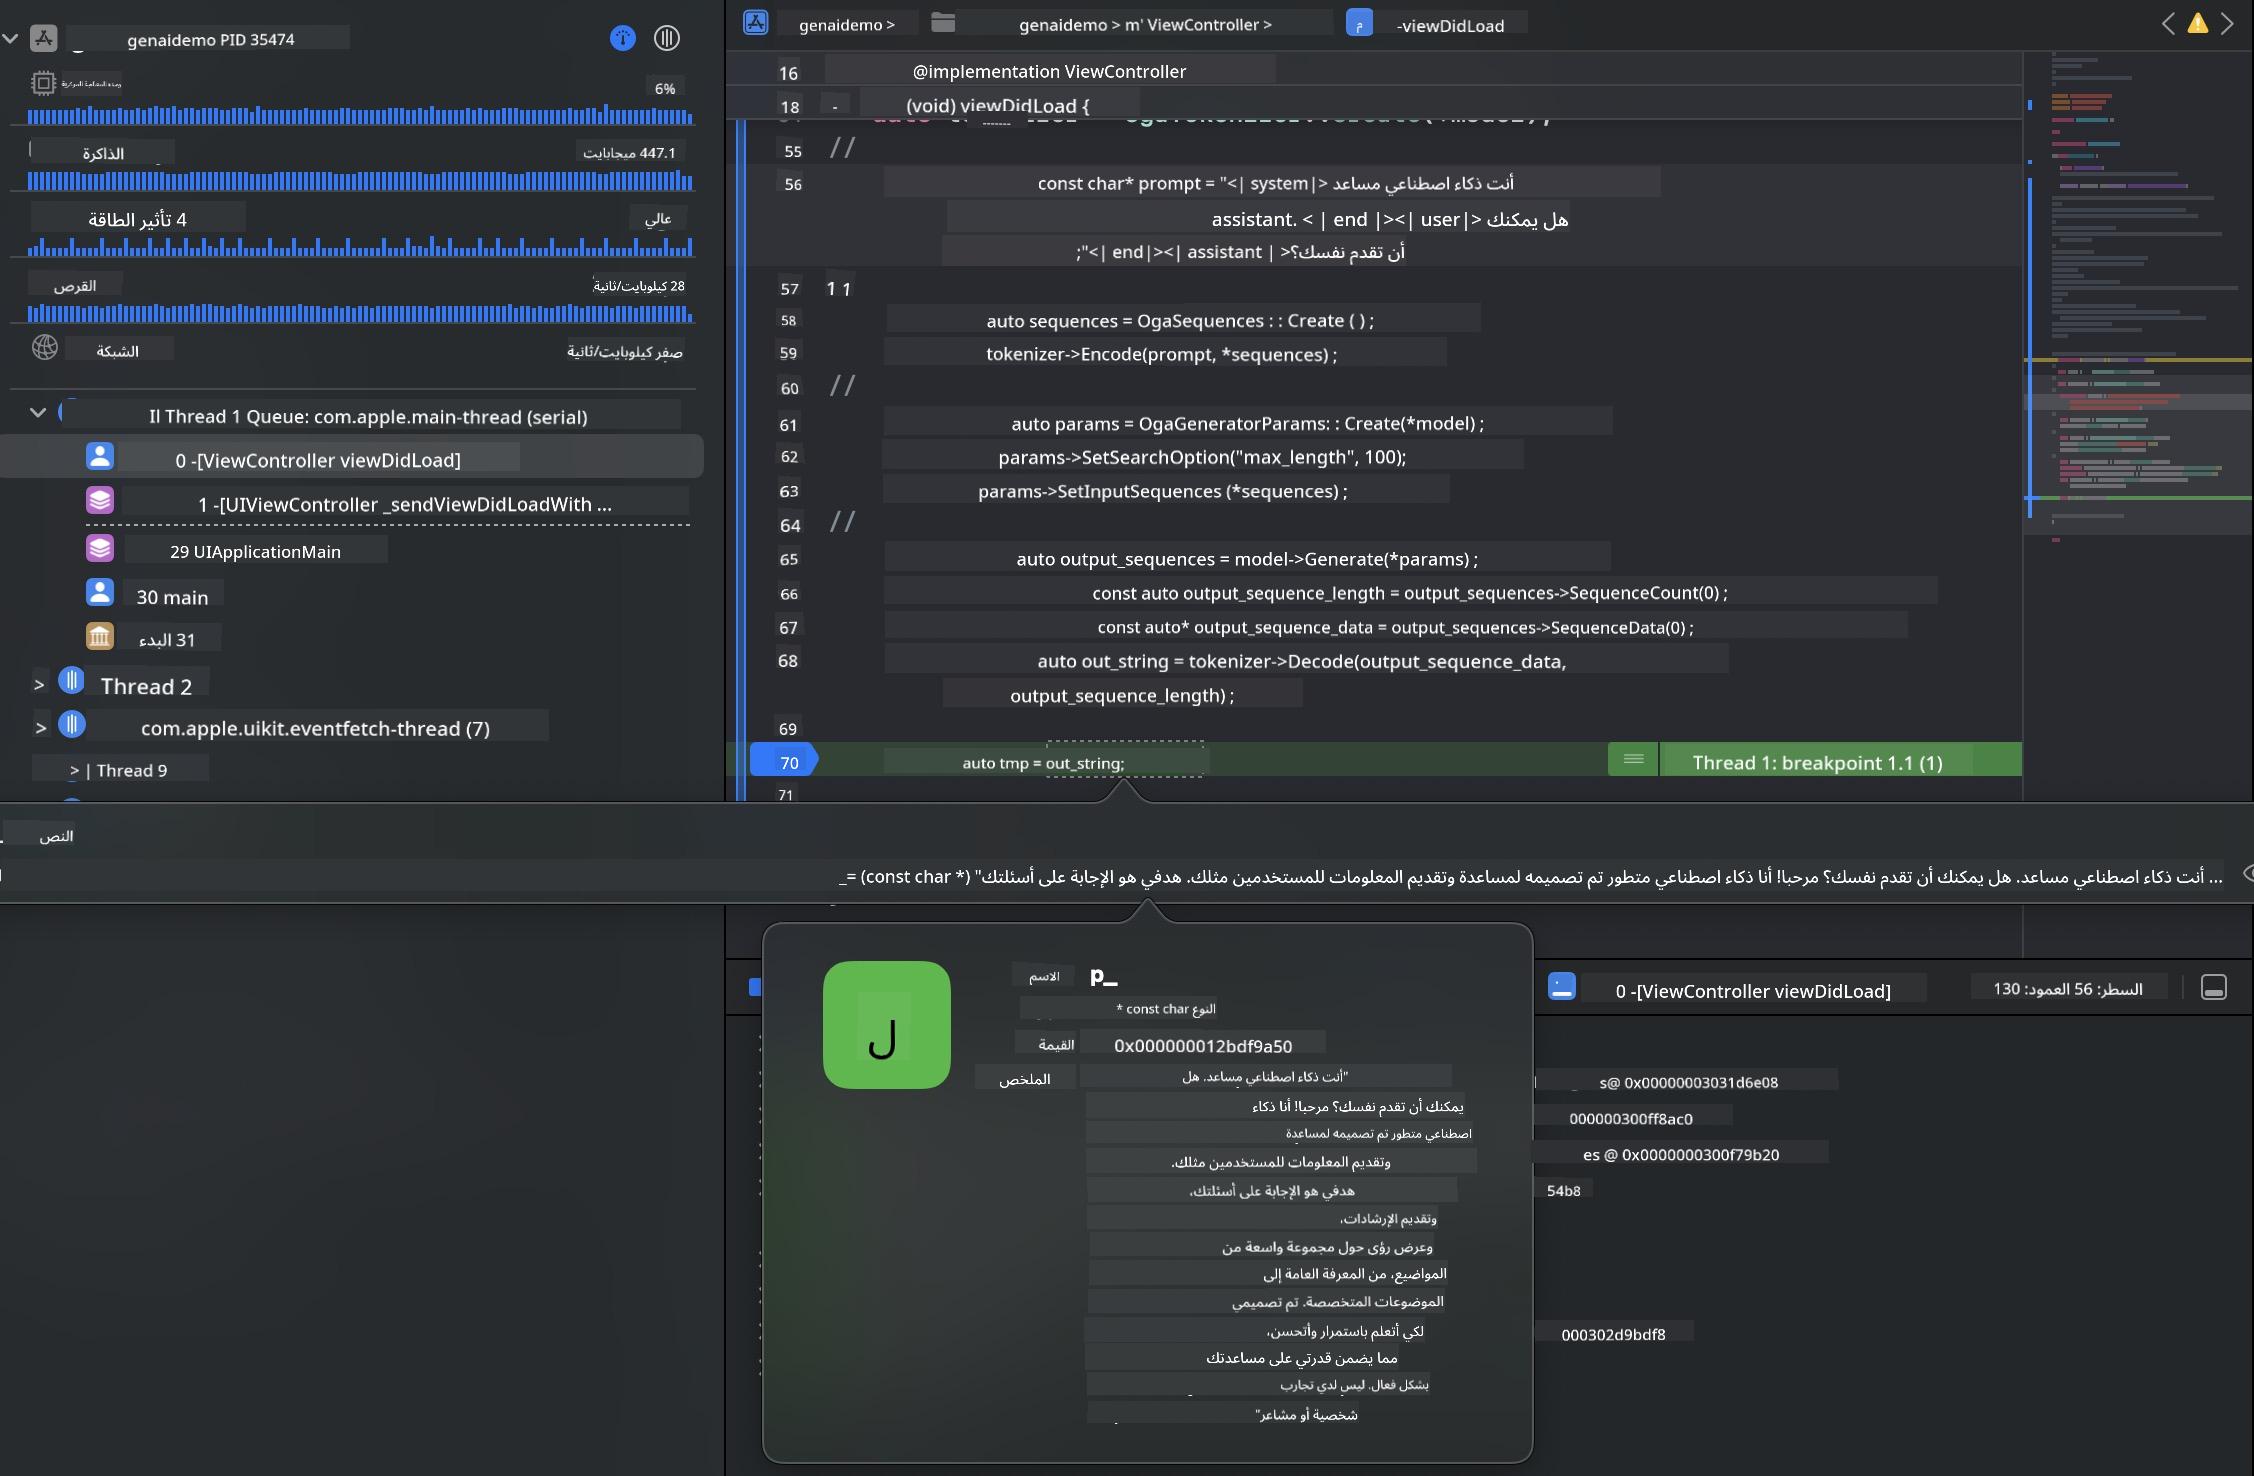 genaidemo PID 35474
6%
الذاكرة
447.1 ميجابايت
4 تأثير الطاقة
عالي
القرص
28 كيلوبايت/ثانية
الشبكة
صفر كيلوبايت/ثانية
Il Thread 1 Queue: com.apple.main-thread (serial)
0 -[ViewController viewDidLoad]
1 -[UIViewController _sendViewDidLoadWith ...
29 UIApplicationMain
30 main
31 البدء
> Thread 2
> com.apple.uikit.eventfetch-thread (7)
> | Thread 9
genaidemo > genaidemo > m' ViewController > م -viewDidLoad
16 @implementation ViewController
18 - (void) viewDidLoad {
55 //
56 const char* prompt = "<| system|> أنت ذكاء اصطناعي مساعد
assistant. < | end |><| user|> هل يمكنك
أن تقدم نفسك؟<| end|><| assistant | >";
57 1 1
58 auto sequences = OgaSequences : : Create ( ) ;
59 tokenizer->Encode(prompt, *sequences) ;
60 //
61 auto params = OgaGeneratorParams: : Create(*model) ;
62 params->SetSearchOption("max_length", 100);
63 params->SetInputSequences (*sequences) ;
64 //
65 auto output_sequences = model->Generate(*params) ;
66 const auto output_sequence_length = output_sequences->SequenceCount(0) ;
67 const auto* output_sequence_data = output_sequences->SequenceData(0) ;
68 auto out_string = tokenizer->Decode(output_sequence_data,
output_sequence_length) ;
69
70 auto tmp = out_string; Thread 1: breakpoint 1.1 (1)
71
النص
_= (const char *) "أنت ذكاء اصطناعي مساعد. هل يمكنك أن تقدم نفسك؟ مرحبا! أنا ذكاء اصطناعي متطور تم تصميمه لمساعدة وتقديم المعلومات للمستخدمين مثلك. هدفي هو الإجابة على أسئلتك ...
ل
الاسم p_
النوع const char *
القيمة 0x000000012bdf9a50
الملخص "أنت ذكاء اصطناعي مساعد. هل
يمكنك أن تقدم نفسك؟ مرحبا! أنا ذكاء
اصطناعي متطور تم تصميمه لمساعدة
وتقديم المعلومات للمستخدمين مثلك.
هدفي هو الإجابة على أسئلتك،
وتقديم الإرشادات،
وعرض رؤى حول مجموعة واسعة من
المواضيع، من المعرفة العامة إلى
الموضوعات المتخصصة. تم تصميمي
لكي أتعلم باستمرار وأتحسن،
مما يضمن قدرتي على مساعدتك
بشكل فعال. ليس لدي تجارب
شخصية أو مشاعر"
0 -[ViewController viewDidLoad]
السطر: 56 العمود: 130
s@ 0x00000003031d6e08
000000300ff8ac0
es @ 0x0000000300f79b20
54b8
000302d9bdf8